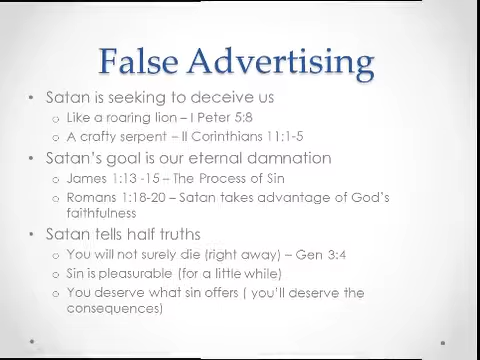 False Advertising
• Satan is seeking to deceive us
o Like a roaring lion – I Peter 5:8
o A crafty serpent – II Corinthians 11:1-5
• Satan's goal is our eternal damnation
o James 1:13 -15 – The Process of Sin
o Romans 1:18-20 – Satan takes advantage of God's
faithfulness
• Satan tells half truths
o You will not surely die (right away) – Gen 3:4
o Sin is pleasurable (for a little while)
o You deserve what sin offers ( you'll deserve the
consequences)